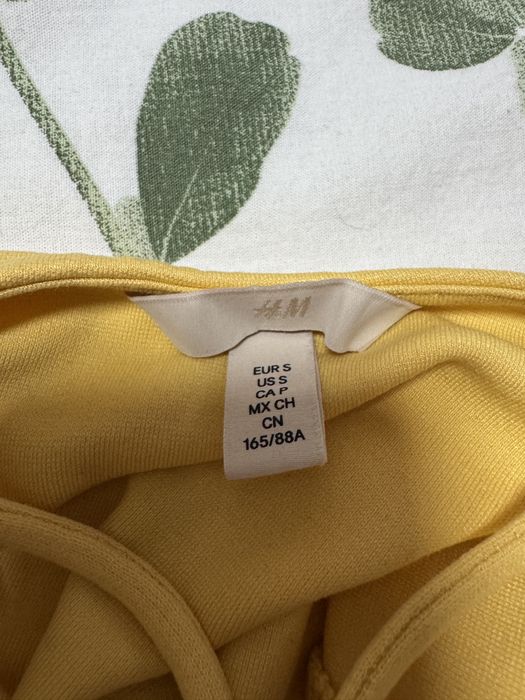 H&M
EUR S
US S
CA P
MX CH
CN
165/88A